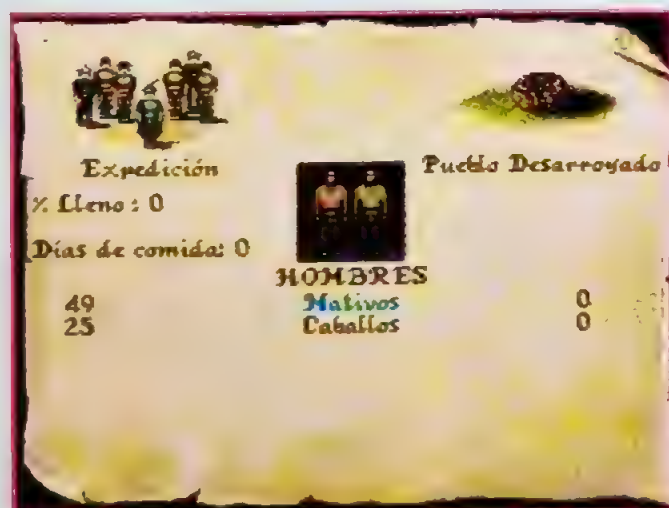 Expedición
Pueblo Desarroyado
% Lleno : 0
Días de comida: 0
HOMBRES
49 Nativos 0
25 Caballos 0